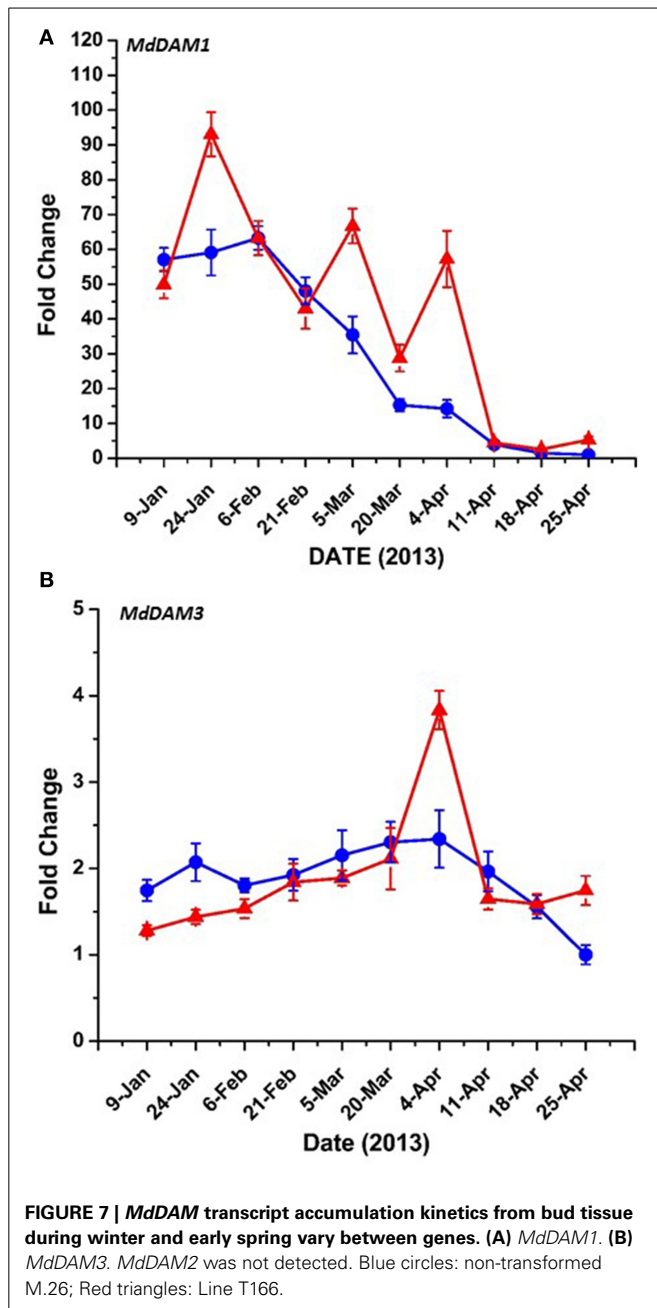 A
MdDAM1
120
110
100
90
80
70
60
50
40
30
20
10
0
Fold Change
9-Jan
24-Jan
6-Feb
21-Feb
5-Mar
20-Mar
4-Apr
11-Apr
18-Apr
25-Apr
DATE (2013)
B
MdDAM3
5
4
3
2
1
0
Fold Change
9-Jan
24-Jan
6-Feb
21-Feb
5-Mar
20-Mar
4-Apr
11-Apr
18-Apr
25-Apr
Date (2013)
FIGURE 7 | MdDAM transcript accumulation kinetics from bud tissue
during winter and early spring vary between genes. (A) MdDAM1. (B)
MdDAM3. MdDAM2 was not detected. Blue circles: non-transformed
M.26; Red triangles: Line T166.